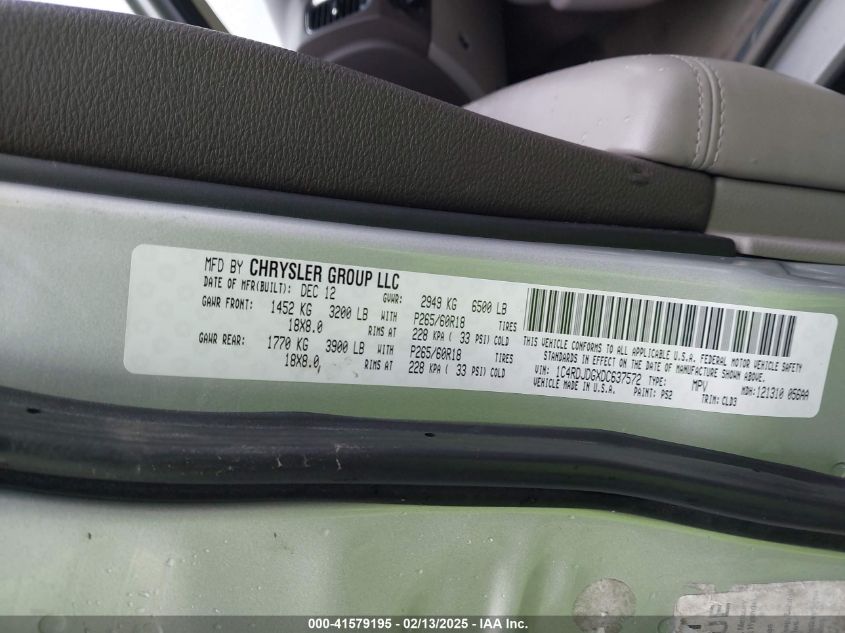 MFD BY CHRYSLER GROUP LLC
DATE OF MFR(BUILT): DEC 12 GVWR: 2949 KG 6500 LB
GAWR FRONT: 1452 KG 3200 LB WITH P265/60R18 TIRES
18X8.0 RIMS AT 228 KPA ( 33 PSI) COLD
GAWR REAR: 1770 KG 3900 LB WITH P265/60R18 TIRES
18X8.0, RIMS AT 228 KPA ( 33 PSI) COLD
THIS VEHICLE CONFORMS TO ALL APPLICABLE U.S.A. FEDERAL MOTOR VEHICLE SAFETY
STANDARDS IN EFFECT ON THE DATE OF MANUFACTURE SHOWN ABOVE.
VIN: 1C4RDJDGXDC637572 TYPE: MPV MDH: 121310 056AA
VEHICLE MADE IN U.S.A. PAINT: PS2 TRIM: CLD3
000-41579195 - 02/13/2025 - IAA Inc.